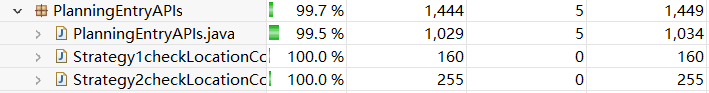 PlanningEntryAPIs 99.7 % 1,444 5 1,449
PlanningEntryAPIs.java 99.5 % 1,029 5 1,034
Strategy1checkLocationCc 100.0 % 160 0 160
Strategy2checkLocationCc 100.0 % 255 0 255